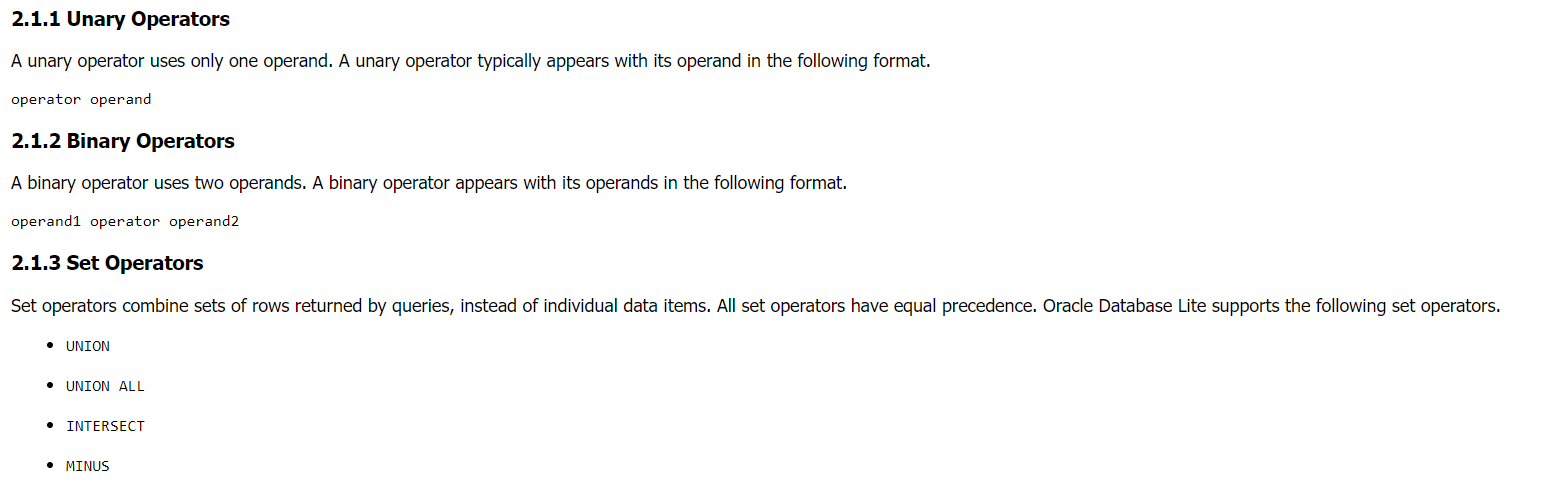 2.1.1 Unary Operators
A unary operator uses only one operand. A unary operator typically appears with its operand in the following format.
operator operand
2.1.2 Binary Operators
A binary operator uses two operands. A binary operator appears with its operands in the following format.
operand1 operator operand2
2.1.3 Set Operators
Set operators combine sets of rows returned by queries, instead of individual data items. All set operators have equal precedence. Oracle Database Lite supports the following set operators.
• UNION
• UNION ALL
• INTERSECT
• MINUS